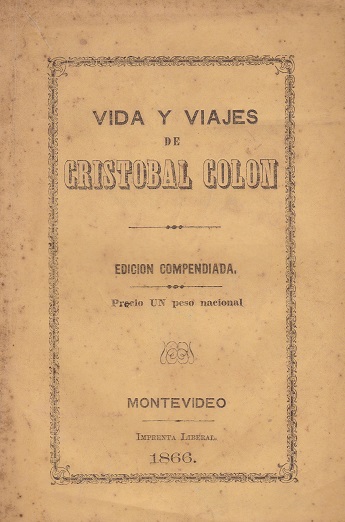 VIDA Y VIAJES
DE
CRISTOBAL COLON
EDICION COMPENDIADA.
Precio UN peso nacional
MONTEVIDEO
IMPRENTA LIBERAL.
1866.